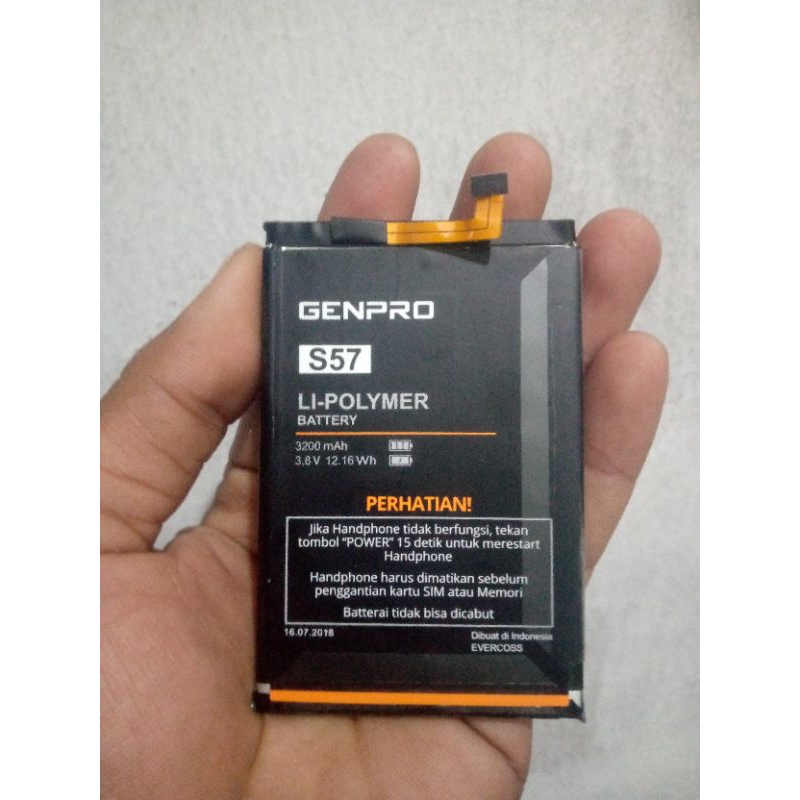 GENPRO
S57
LI-POLYMER
BATTERY
3200 mAh
3,8 V 12.16 Wh
PERHATIAN!
Jika Handphone tidak berfungsi, tekan
tombol “POWER” 15 detik untuk merestart
Handphone
Handphone harus dimatikan sebelum
penggantian kartu SIM atau Memori
Batterai tidak bisa dicabut
16.07.2018
Dibuat di Indonesia
EVERCOSS